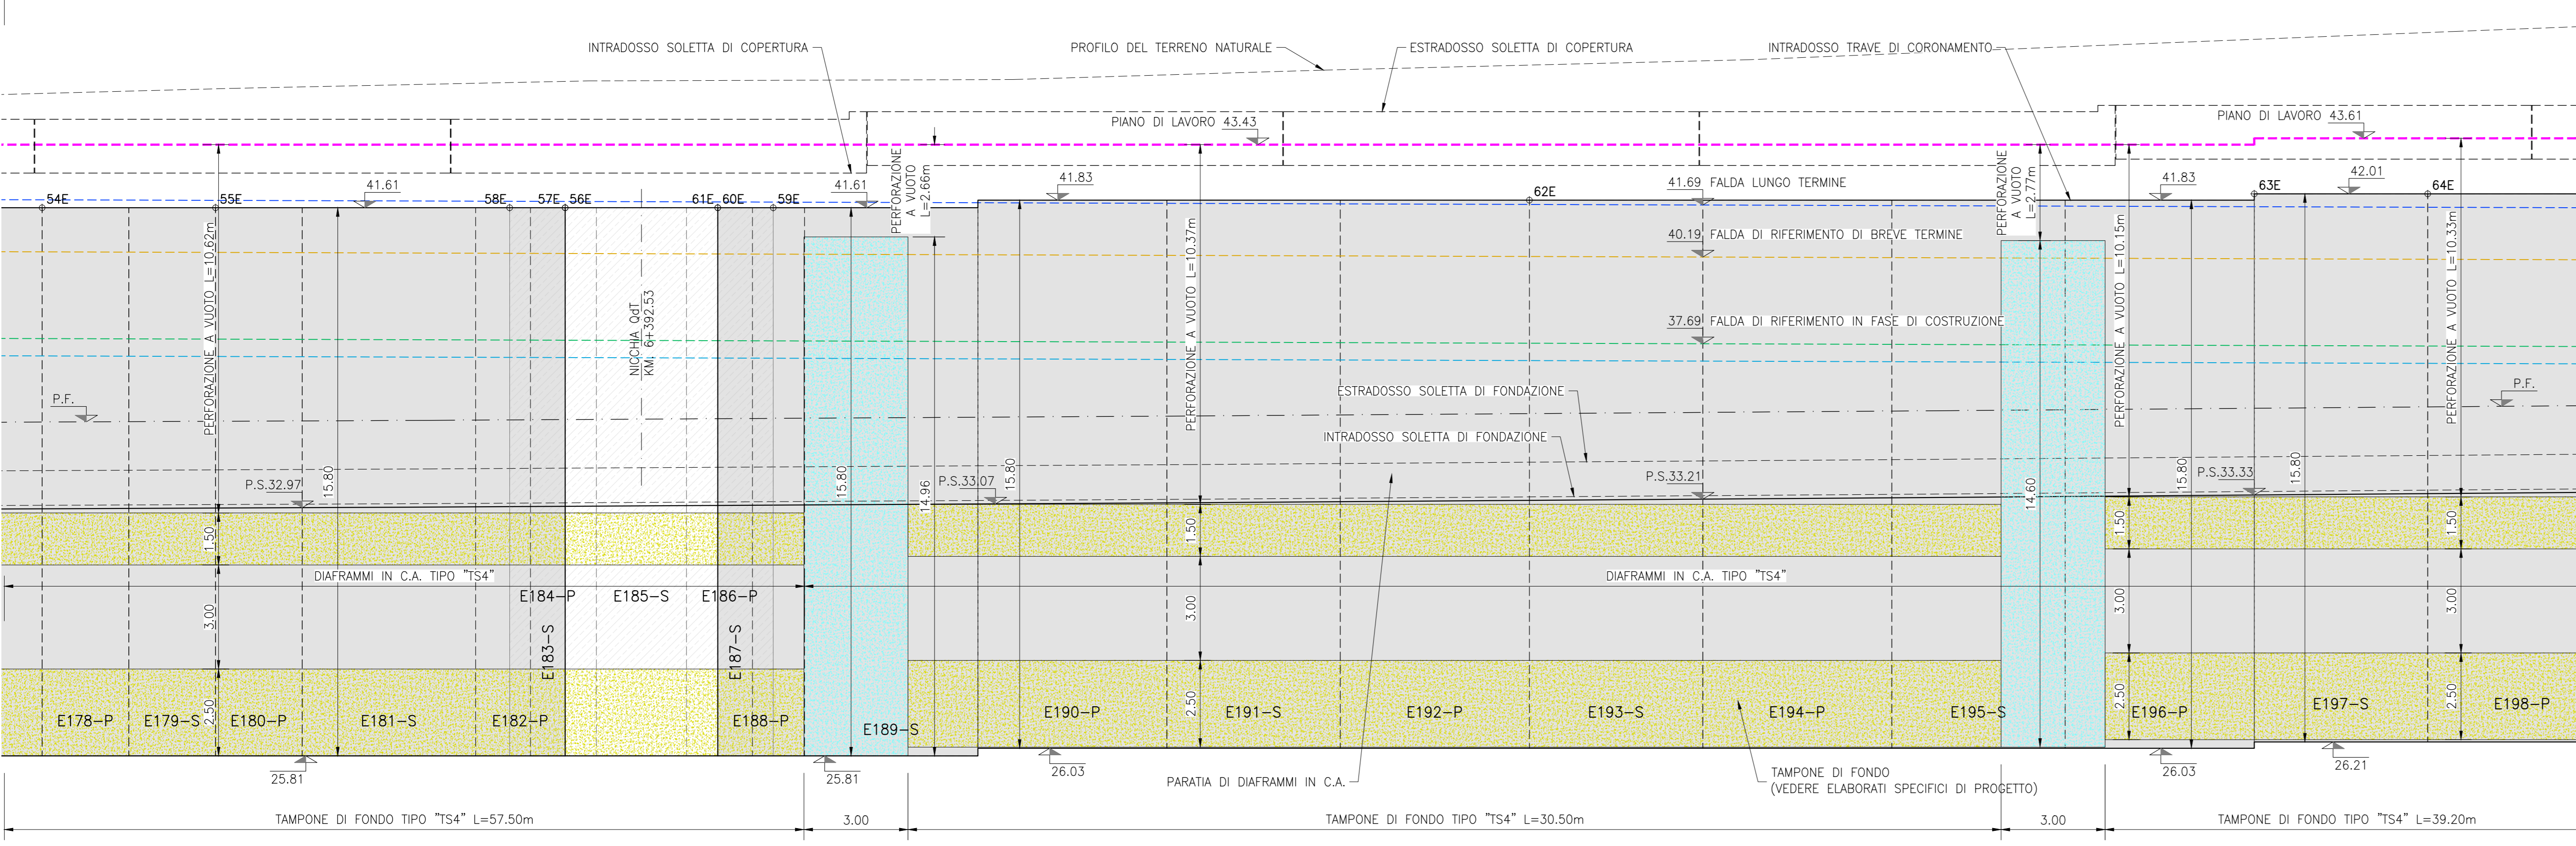 INTRADOSSO SOLETTA DI COPERTURA
PROFILO DEL TERRENO NATURALE
ESTRADOSSO SOLETTA DI COPERTURA
INTRADOSSO TRAVE DI CORONAMENTO
PIANO DI LAVORO 43.43
PIANO DI LAVORO 43.61
PERFORAZIONE
A VUOTO
L=2.66m
PERFORAZIONE
A VUOTO
L=2.77m
41.61
41.61
41.83
41.69 FALDA LUNGO TERMINE
41.83
42.01
54E
55E
58E
57E
56E
61E
60E
59E
62E
63E
64E
40.19 FALDA DI RIFERIMENTO DI BREVE TERMINE
PERFORAZIONE A VUOTO L=10.62m
PERFORAZIONE A VUOTO L=10.37m
PERFORAZIONE A VUOTO L=10.15m
PERFORAZIONE A VUOTO L=10.33m
NICCHIA QdT
KM. 6+392.53
37.69 FALDA DI RIFERIMENTO IN FASE DI COSTRUZIONE
P.F.
P.F.
ESTRADOSSO SOLETTA DI FONDAZIONE
INTRADOSSO SOLETTA DI FONDAZIONE
P.S.32.97
P.S.33.07
P.S.33.21
P.S.33.33
15.80
15.80
14.96
15.80
14.60
15.80
15.80
1.50
1.50
1.50
1.50
DIAFRAMMI IN C.A. TIPO "TS4"
DIAFRAMMI IN C.A. TIPO "TS4"
E184-P
E185-S
E186-P
3.00
3.00
3.00
3.00
E183-S
E187-S
2.50
2.50
2.50
2.50
E178-P
E179-S
E180-P
E181-S
E182-P
E188-P
E189-S
E190-P
E191-S
E192-P
E193-S
E194-P
E195-S
E196-P
E197-S
E198-P
25.81
25.81
26.03
26.03
26.21
PARATIA DI DIAFRAMMI IN C.A.
TAMPONE DI FONDO
(VEDERE ELABORATI SPECIFICI DI PROGETTO)
TAMPONE DI FONDO TIPO "TS4" L=57.50m
3.00
TAMPONE DI FONDO TIPO "TS4" L=30.50m
3.00
TAMPONE DI FONDO TIPO "TS4" L=39.20m